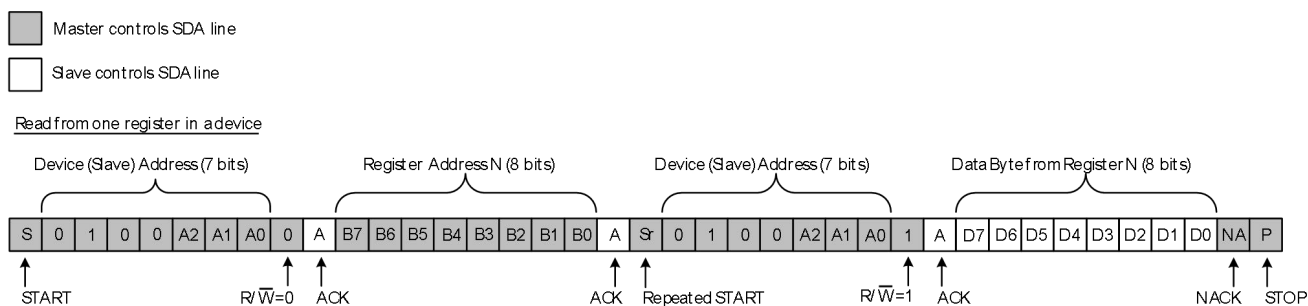 Master controls SDA line
Slave controls SDA line
Read from one register in a device
Device (Slave) Address (7 bits) Register Address N (8 bits) Device (Slave) Address (7 bits) Data Byte from Register N (8 bits)
S 0 1 0 0 A2 A1 A0 0 A B7 B6 B5 B4 B3 B2 B1 B0 A Sr 0 1 0 0 A2 A1 A0 1 A D7 D6 D5 D4 D3 D2 D1 D0 NA P
START R/W̅=0 ACK ACK Repeated START R/W̅=1 ACK NACK STOP